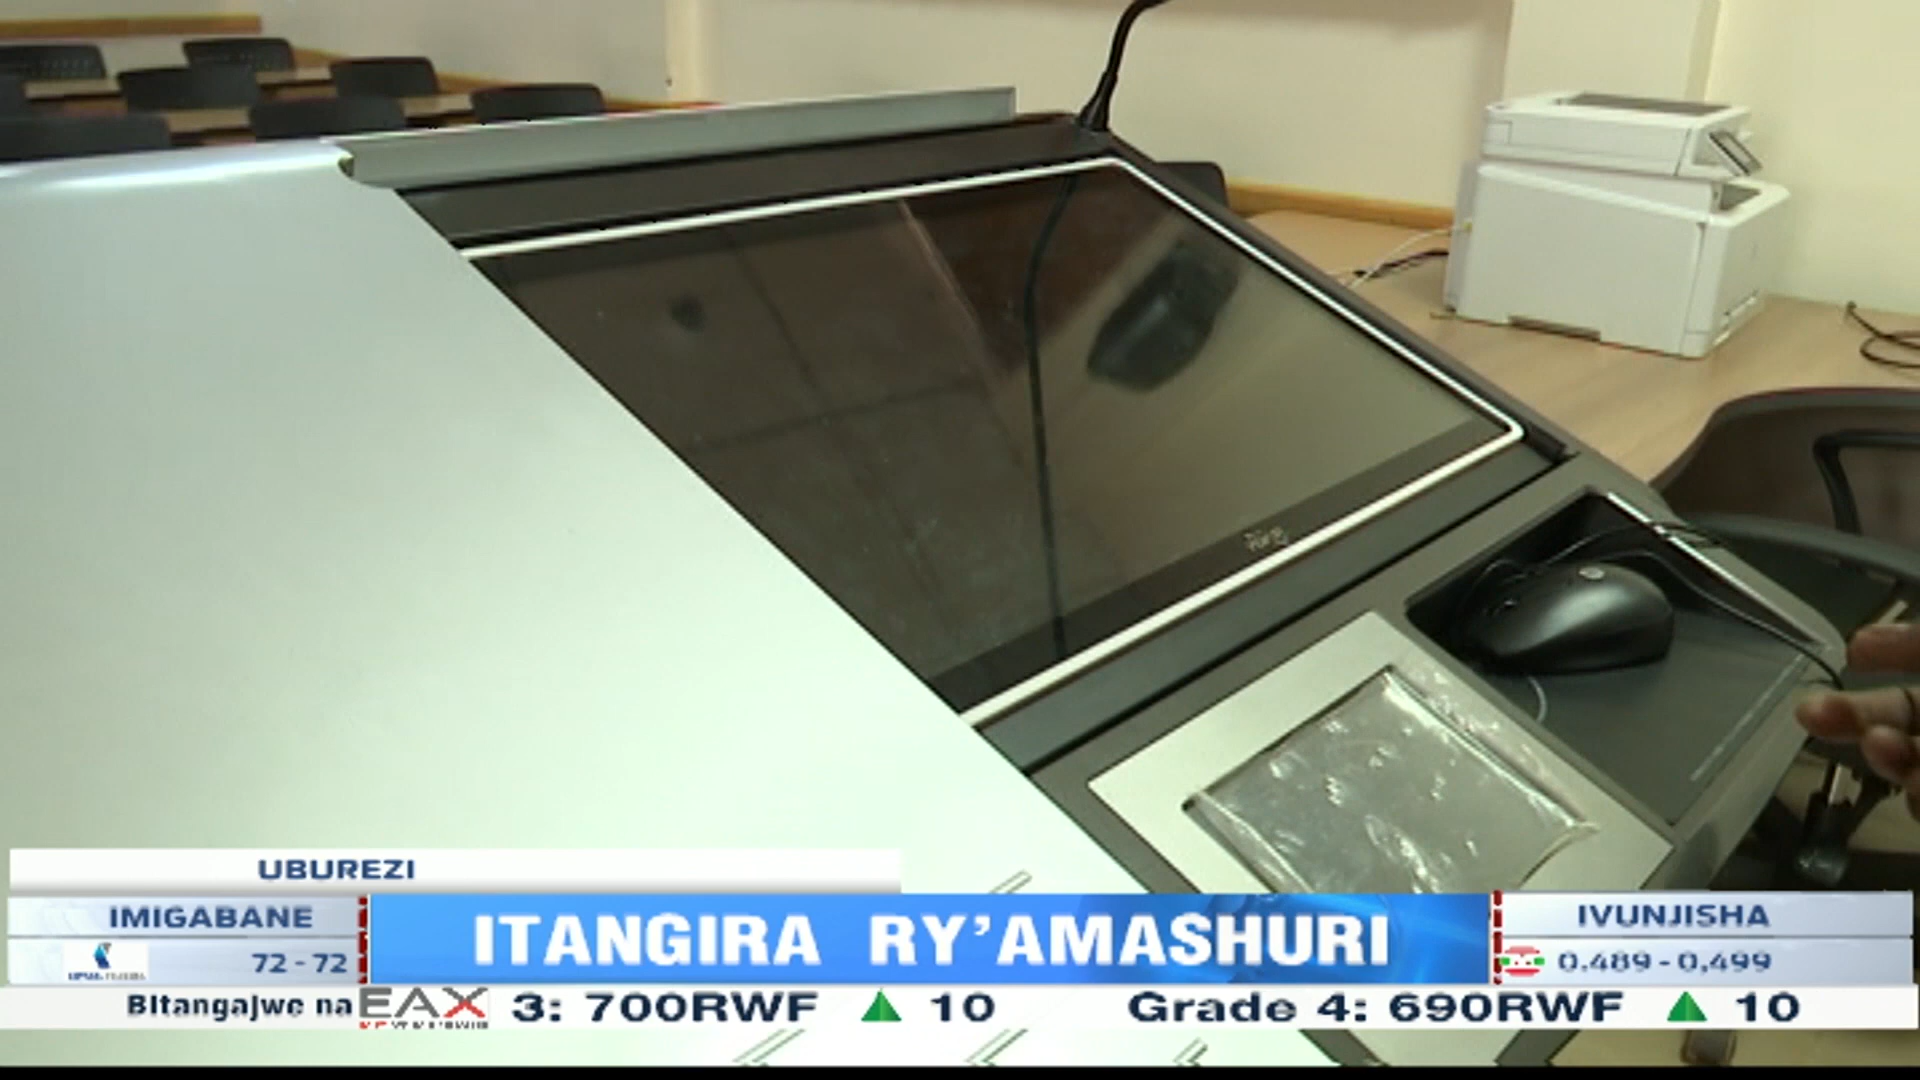 UBUREZI
IMIGABANE
ITANGIRA RY'AMASHURI
IVUNJISHA
72 - 72
0.489 - 0,499
Bitangajwe na EAX 3: 700RWF ▲ 10 Grade 4: 690RWF ▲ 10